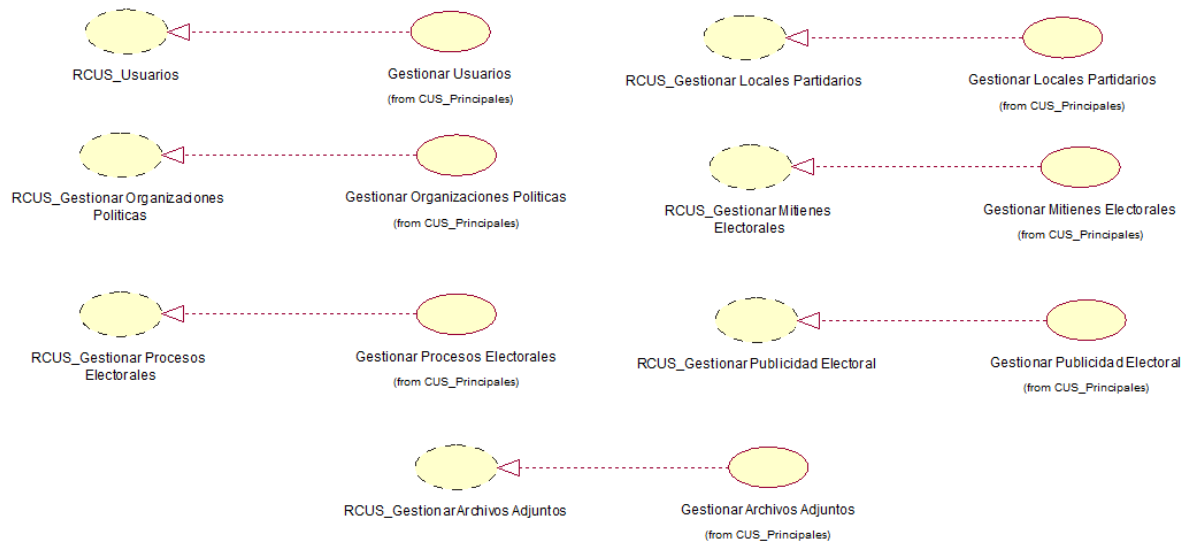 RCUS_Usuarios
Gestionar Usuarios
(from CUS_Principales)
RCUS_Gestionar Locales Partidarios
Gestionar Locales Partidarios
(from CUS_Principales)
RCUS_Gestionar Organizaciones
Politicas
Gestionar Organizaciones Politicas
(from CUS_Principales)
RCUS_Gestionar Mitienes
Electorales
Gestionar Mitienes Electorales
(from CUS_Principales)
RCUS_Gestionar Procesos
Electorales
Gestionar Procesos Electorales
(from CUS_Principales)
RCUS_Gestionar Publicidad Electoral
Gestionar Publicidad Electoral
(from CUS_Principales)
RCUS_Gestionar Archivos Adjuntos
Gestionar Archivos Adjuntos
(from CUS_Principales)